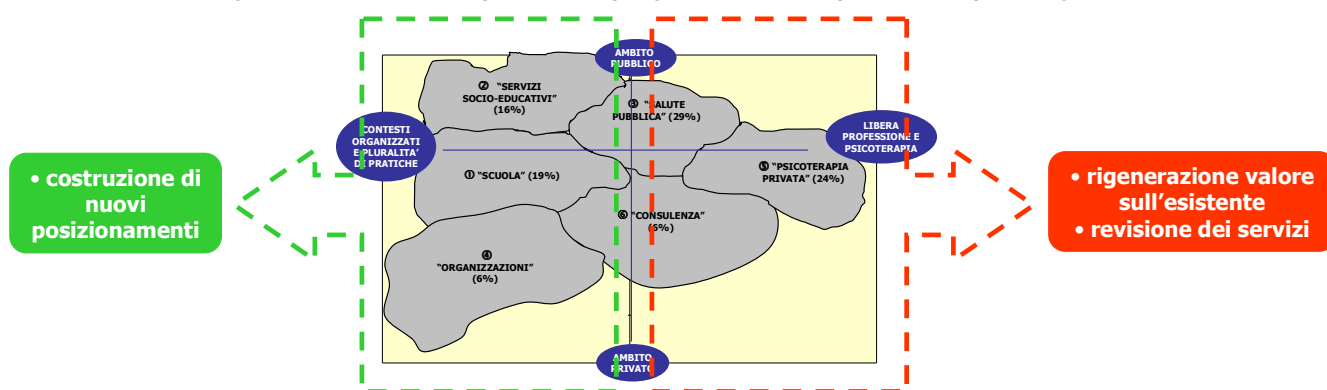 AMBITO
PUBBLICO
② “SERVIZI
SOCIO-EDUCATIVI”
(16%)
③ “SALUTE
PUBBLICA” (29%)
CONTESTI
ORGANIZZATI
E PLURALITA’
DI PRATICHE
LIBERA
PROFESSIONE E
PSICOTERAPIA
① “SCUOLA” (19%)
⑤ “PSICOTERAPIA
PRIVATA” (24%)
• costruzione di
nuovi
posizionamenti
• rigenerazione valore
sull’esistente
• revisione dei servizi
⑥ “CONSULENZA”
(6%)
④
“ORGANIZZAZIONI”
(6%)
AMBITO
PRIVATO